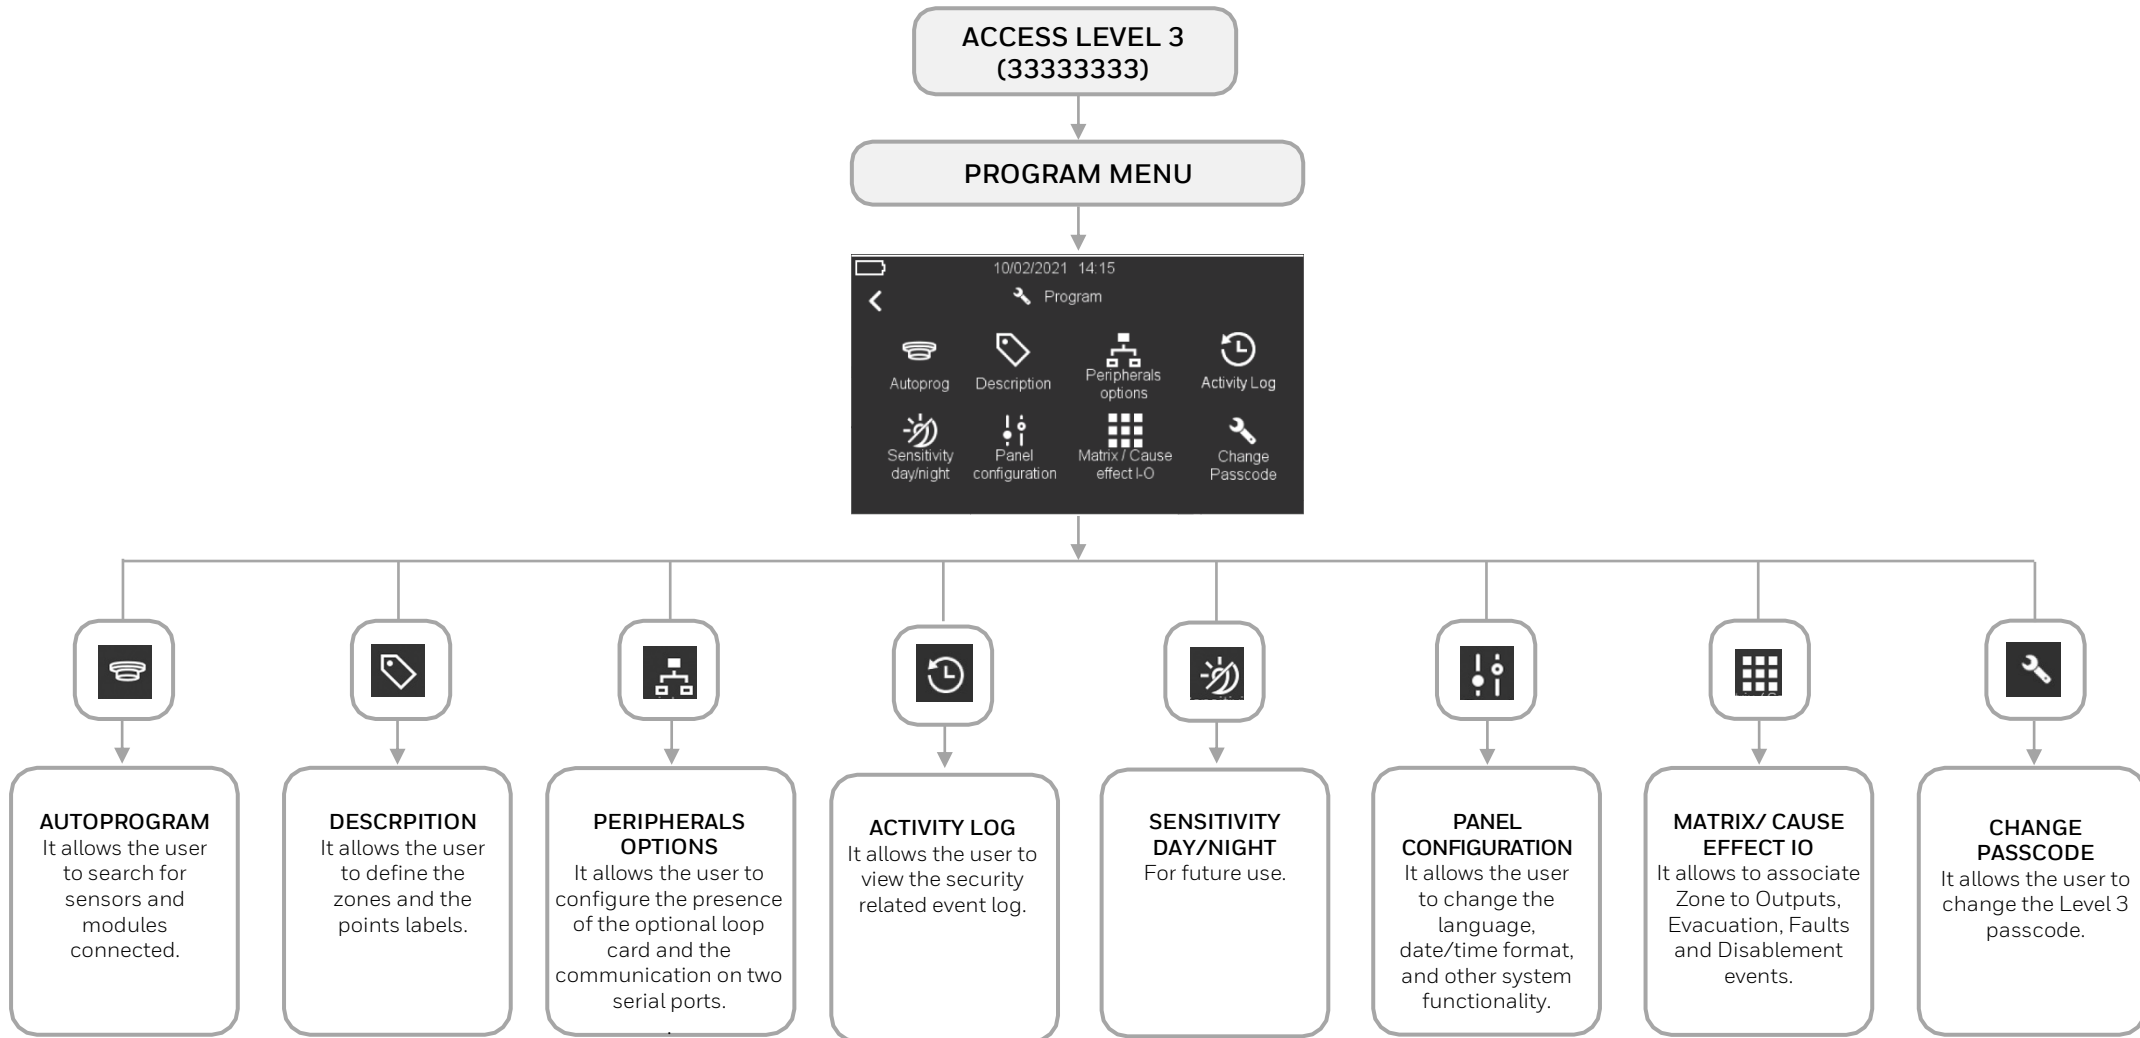 ACCESS LEVEL 3
(33333333)
PROGRAM MENU
10/02/2021 14:15
Program
Autoprog
Description
Peripherals
options
Activity Log
Sensitivity
day/night
Panel
configuration
Matrix / Cause
effect I-O
Change
Passcode
AUTOPROGRAM
It allows the user
to search for
sensors and
modules
connected.
DESCRPITION
It allows the user
to define the
zones and the
points labels.
PERIPHERALS
OPTIONS
It allows the user to
configure the presence
of the optional loop
card and the
communication on two
serial ports.
.
ACTIVITY LOG
It allows the user to
view the security
related event log.
SENSITIVITY
DAY/NIGHT
For future use.
PANEL
CONFIGURATION
It allows the user
to change the
language,
date/time format,
and other system
functionality.
MATRIX/ CAUSE
EFFECT IO
It allows to associate
Zone to Outputs,
Evacuation, Faults
and Disablement
events.
CHANGE
PASSCODE
It allows the user to
change the Level 3
passcode.